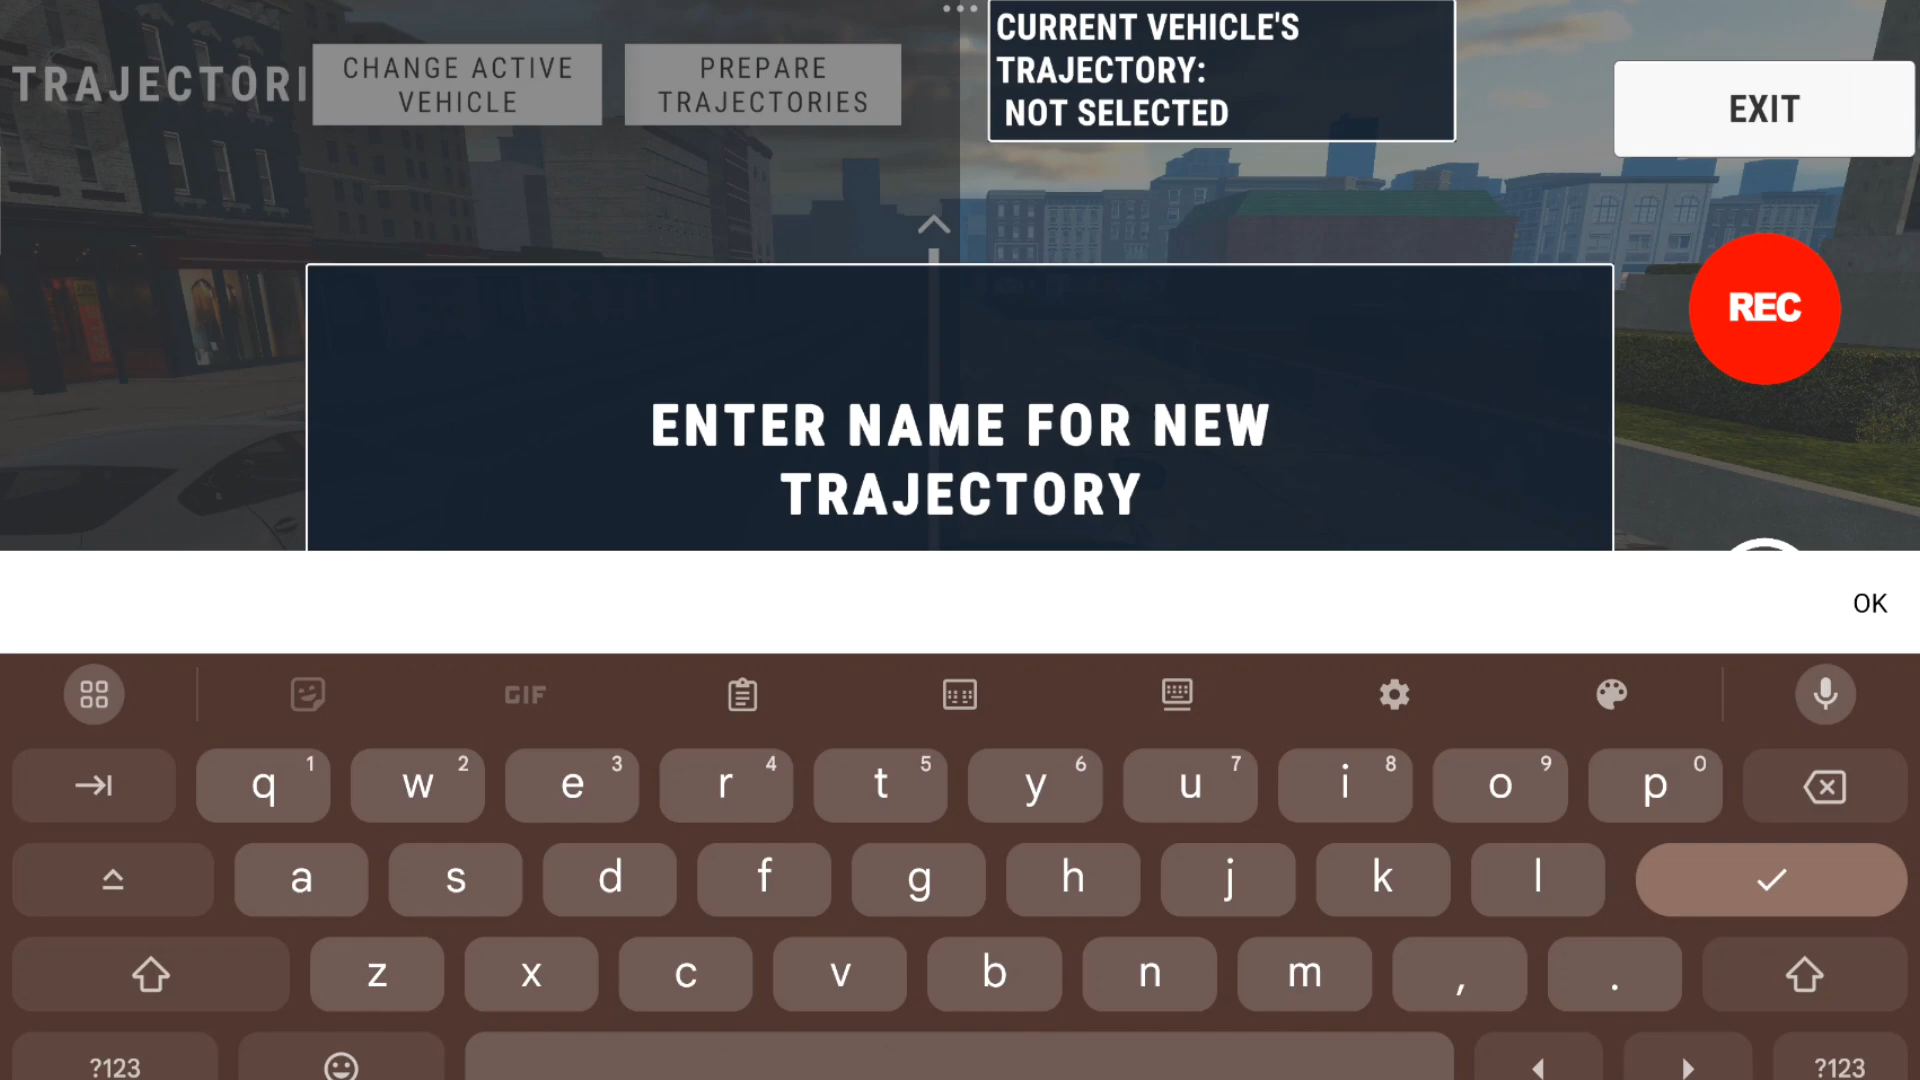 TRAJECTORI
CHANGE ACTIVE
VEHICLE
PREPARE
TRAJECTORIES
CURRENT VEHICLE'S
TRAJECTORY:
NOT SELECTED
EXIT
REC
ENTER NAME FOR NEW
TRAJECTORY
OK
GIF
q 1 w 2 e 3 r 4 t 5 y 6 u 7 i 8 o 9 p 0
a s d f g h j k l
z x c v b n m , .
?123 ?123